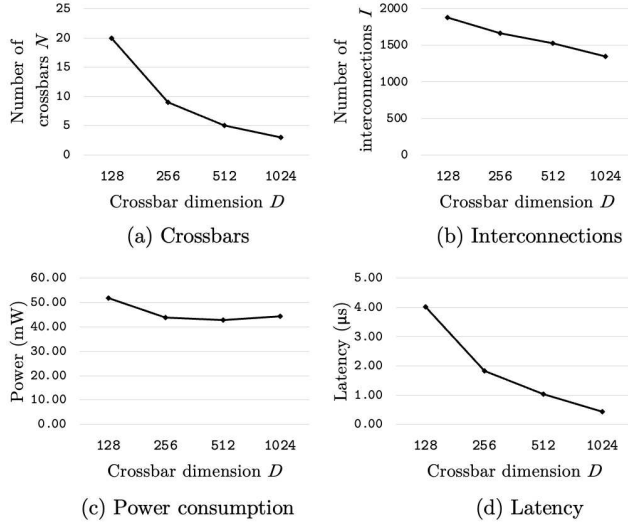 25
20
15
10
5
0
Number of
crossbars N
128 256 512 1024
Crossbar dimension D
(a) Crossbars
2000
1500
1000
500
0
Number of
interconnections I
128 256 512 1024
Crossbar dimension D
(b) Interconnections
60.00
50.00
40.00
30.00
20.00
10.00
0.00
Power (mW)
128 256 512 1024
Crossbar dimension D
(c) Power consumption
5.00
4.00
3.00
2.00
1.00
0.00
Latency (μs)
128 256 512 1024
Crossbar dimension D
(d) Latency